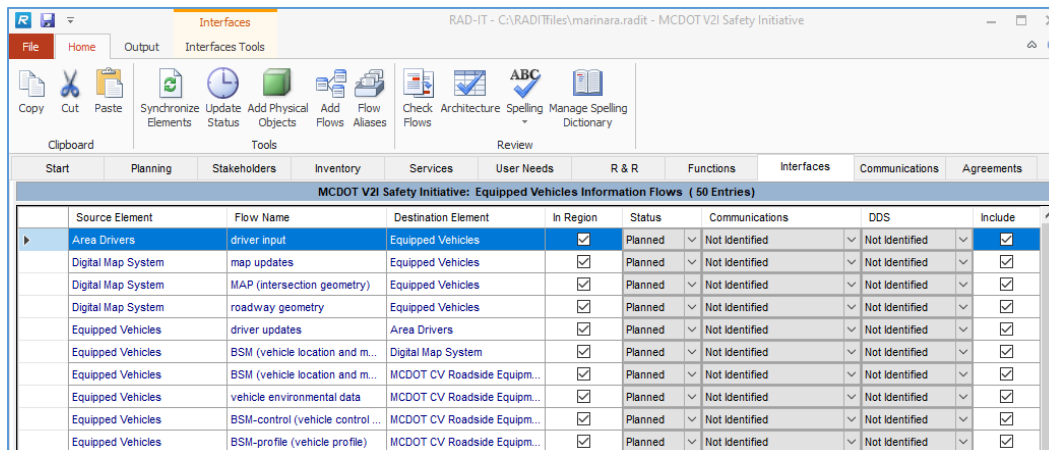 R Interfaces RAD-IT - C:\RADITfiles\marinara.radit - MCDOT V2I Safety Initiative
File Home Output Interfaces Tools
ABC
Copy Cut Paste Synchronize Elements Update Status Add Physical Objects Add Flows Flow Aliases Check Flows Architecture Spelling Manage Spelling Dictionary
Clipboard Tools Review
Start Planning Stakeholders Inventory Services User Needs R & R Functions Interfaces Communications Agreements
MCDOT V2I Safety Initiative: Equipped Vehicles Information Flows ( 50 Entries)
Source Element Flow Name Destination Element In Region Status Communications DDS Include
Area Drivers driver input Equipped Vehicles Planned Not Identified Not Identified
Digital Map System map updates Equipped Vehicles Planned Not Identified Not Identified
Digital Map System MAP (intersection geometry) Equipped Vehicles Planned Not Identified Not Identified
Digital Map System roadway geometry Equipped Vehicles Planned Not Identified Not Identified
Equipped Vehicles driver updates Area Drivers Planned Not Identified Not Identified
Equipped Vehicles BSM (vehicle location and m... Digital Map System Planned Not Identified Not Identified
Equipped Vehicles BSM (vehicle location and m... MCDOT CV Roadside Equipm... Planned Not Identified Not Identified
Equipped Vehicles vehicle environmental data MCDOT CV Roadside Equipm... Planned Not Identified Not Identified
Equipped Vehicles BSM-control (vehicle control ... MCDOT CV Roadside Equipm... Planned Not Identified Not Identified
Equipped Vehicles BSM-profile (vehicle profile) MCDOT CV Roadside Equipm... Planned Not Identified Not Identified